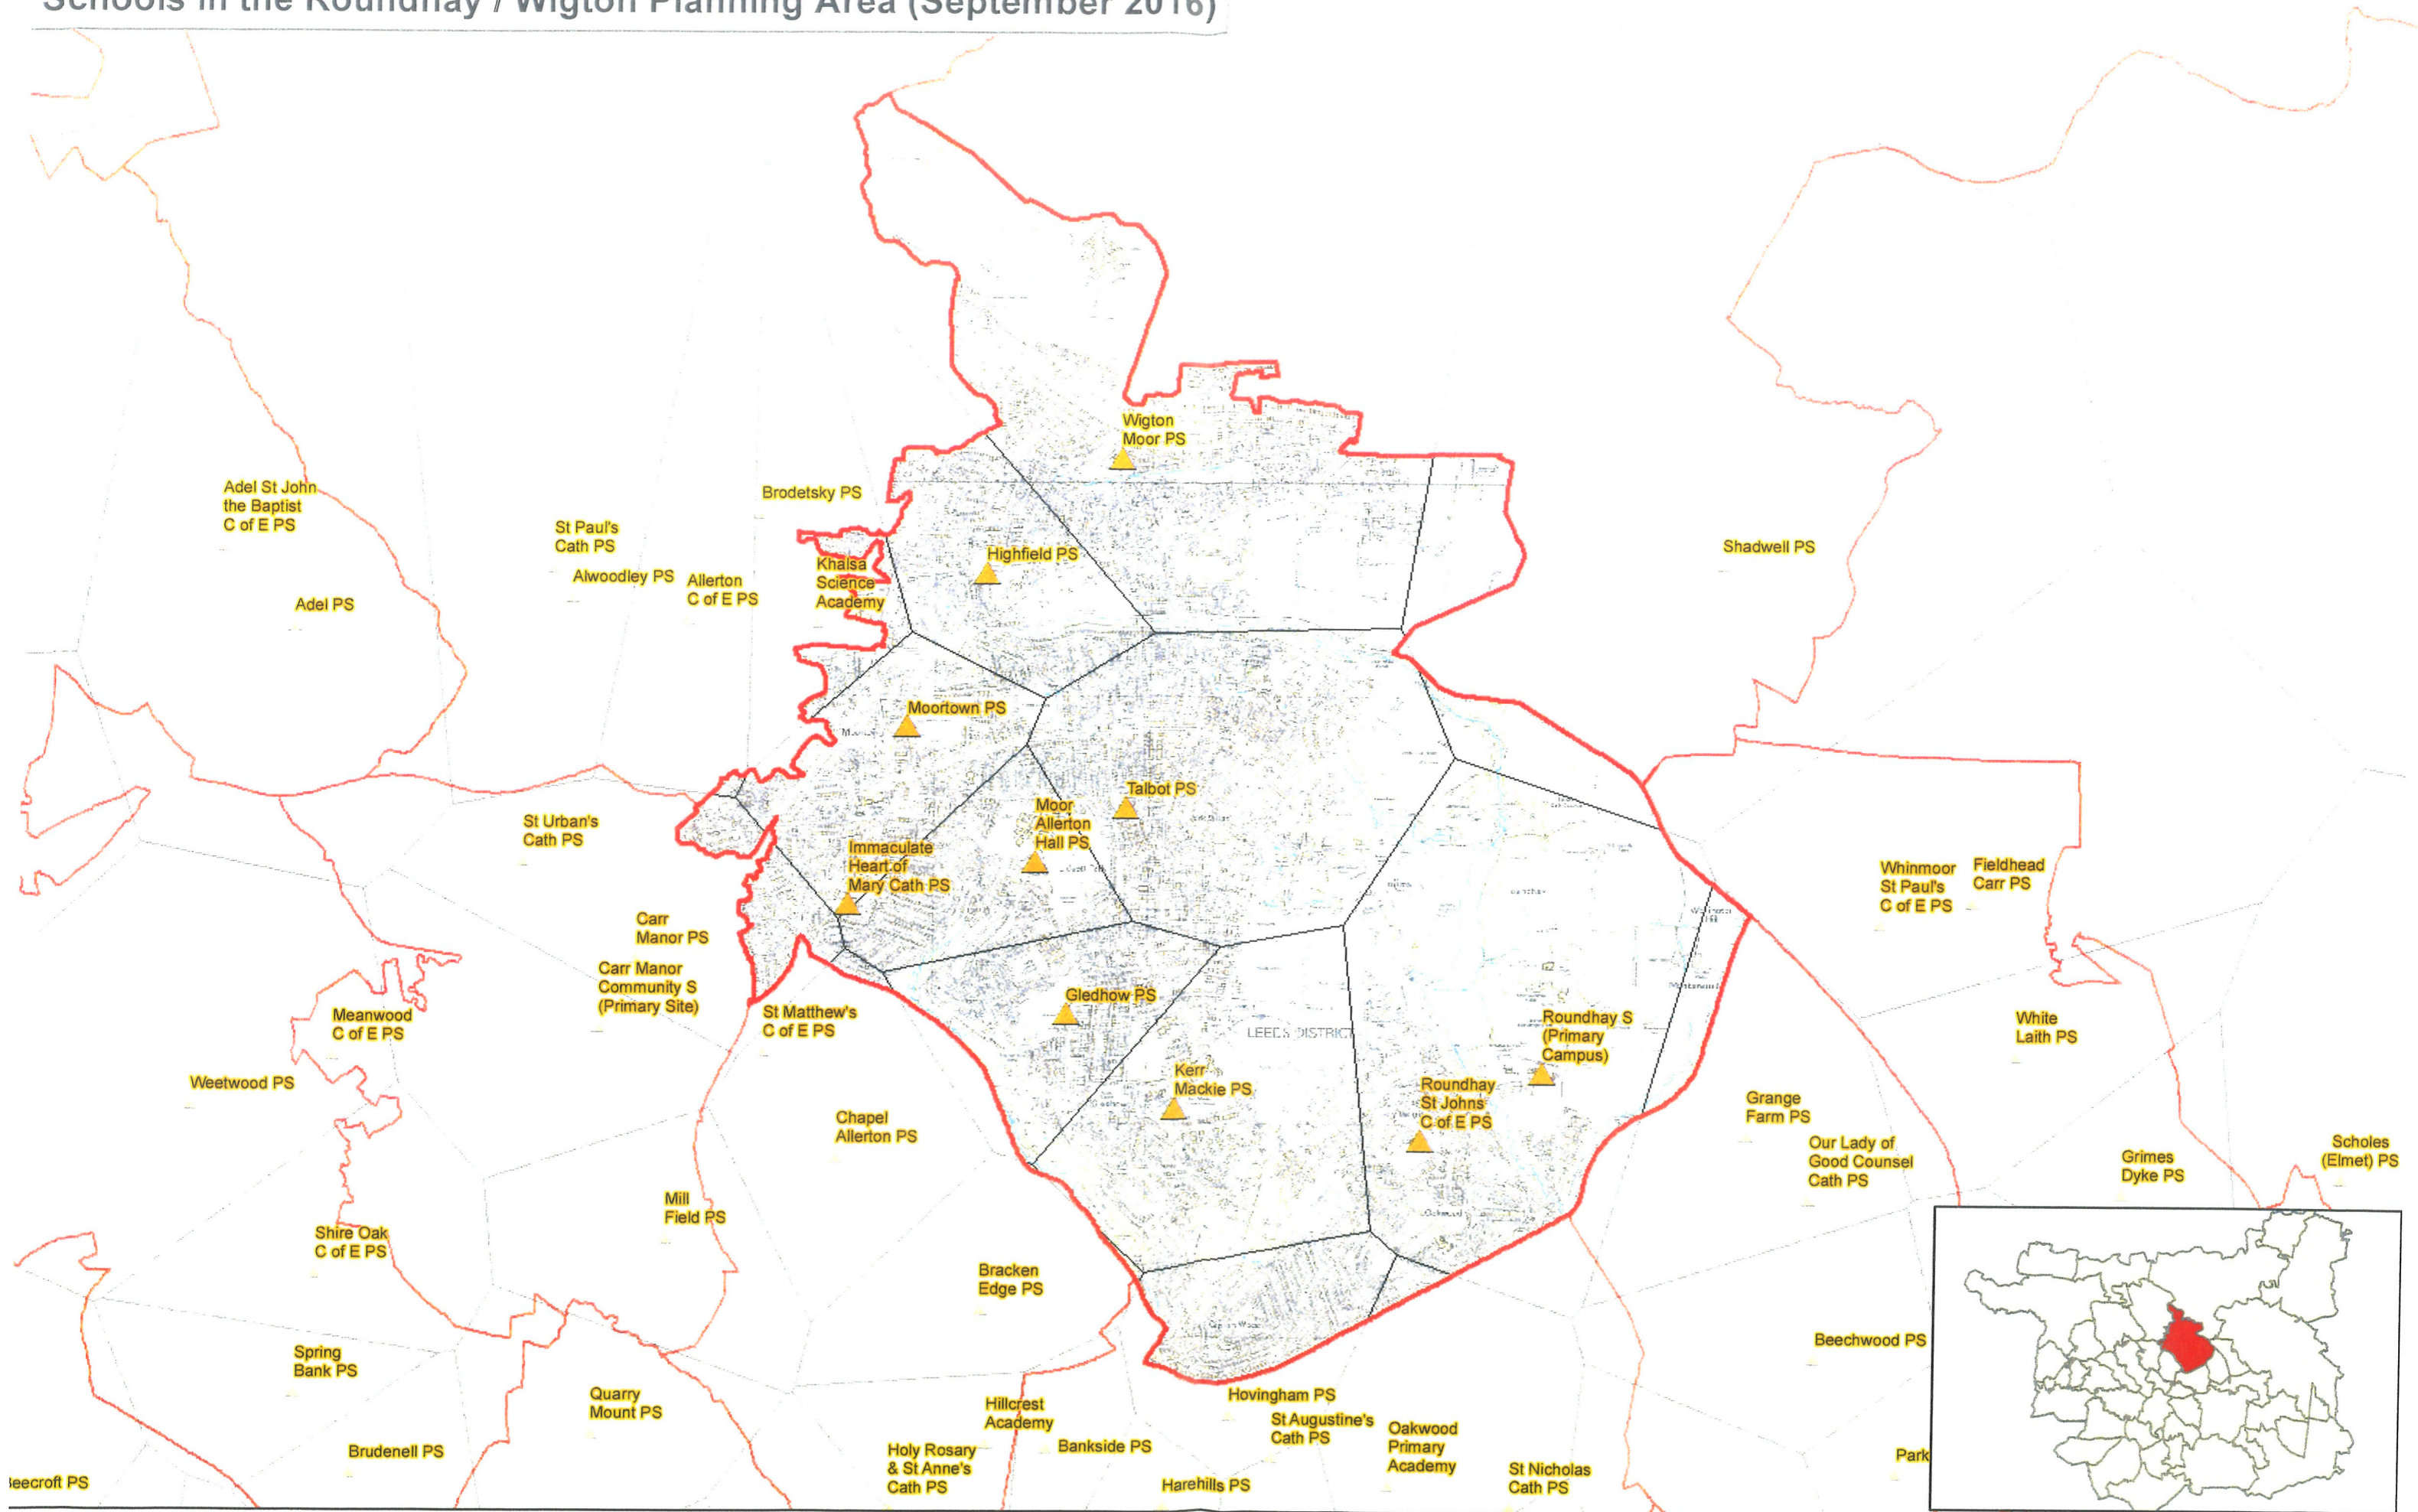 Schools in the Roundhay / Wigton Planning Area (September 2016)
Wigton
Moor PS
Adel St John
the Baptist
C of E PS
Brodetsky PS
St Paul's
Cath PS
Highfield PS
Shadwell PS
Khalsa
Science
Academy
Alwoodley PS
Allerton
C of E PS
Adel PS
Moortown PS
Talbot PS
Moor
Allerton
Hall PS
St Urban's
Cath PS
Immaculate
Heart of
Mary Cath PS
Whinmoor
St Paul's
C of E PS
Fieldhead
Carr PS
Carr
Manor PS
Carr Manor
Community S
(Primary Site)
Gledhow PS
Meanwood
C of E PS
St Matthew's
C of E PS
LEEDS DISTRICT
Roundhay S
(Primary
Campus)
White
Laith PS
Weetwood PS
Kerr
Mackie PS
Roundhay
St Johns
C of E PS
Grange
Farm PS
Chapel
Allerton PS
Our Lady of
Good Counsel
Cath PS
Grimes
Dyke PS
Scholes
(Elmet) PS
Mill
Field PS
Shire Oak
C of E PS
Oakwood
Bracken
Edge PS
Beechwood PS
Spring
Bank PS
Quarry
Mount PS
Hovingham PS
Hillcrest
Academy
St Augustine's
Cath PS
Oakwood
Primary
Academy
Brudenell PS
Holy Rosary
& St Anne's
Cath PS
Bankside PS
Park
Harehills PS
St Nicholas
Cath PS
eecroft PS